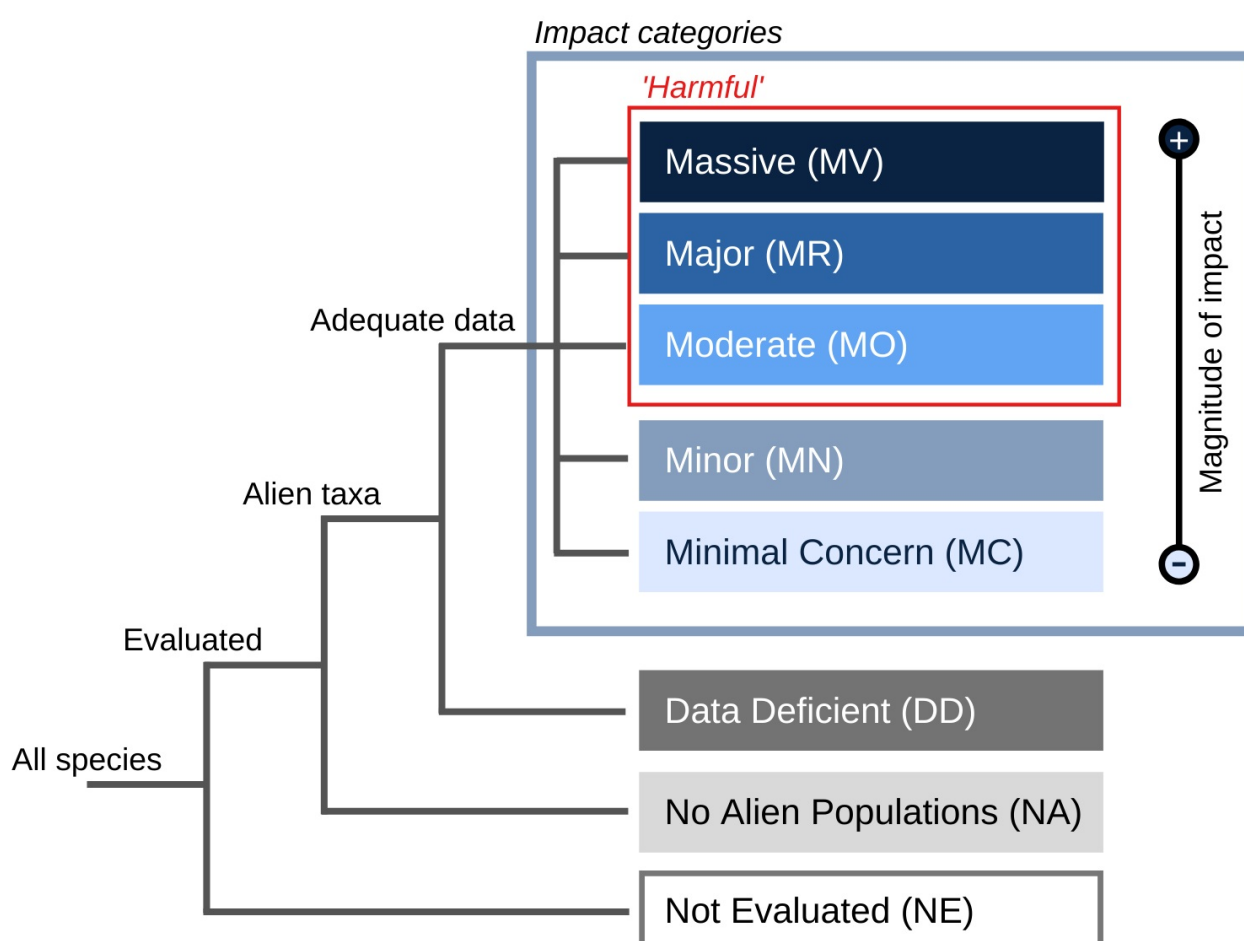 Impact categories
'Harmful'
Massive (MV)
+
Major (MR)
Adequate data
Moderate (MO)
Magnitude of impact
Minor (MN)
Alien taxa
Minimal Concern (MC)
-
Evaluated
Data Deficient (DD)
All species
No Alien Populations (NA)
Not Evaluated (NE)